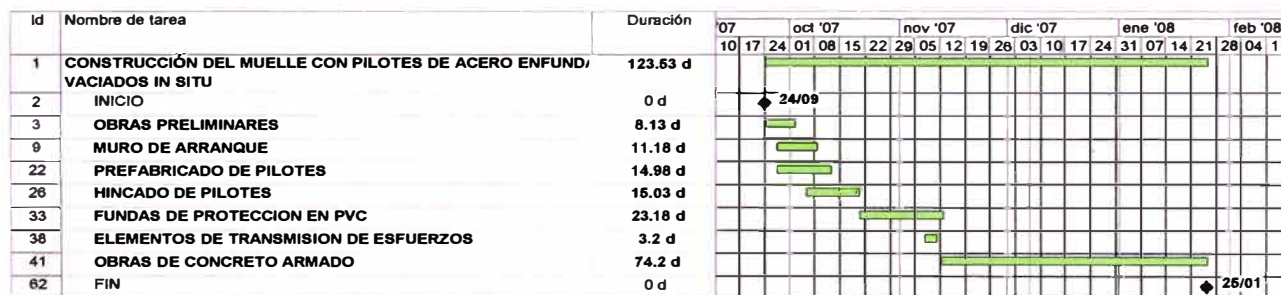 Id Nombre de tarea Duración '07 oct '07 nov '07 dic '07 ene '08 feb '08
10 17 24 01 08 15 22 29 05 12 19 26 03 10 17 24 31 07 14 21 28 04 1
1 CONSTRUCCIÓN DEL MUELLE CON PILOTES DE ACERO ENFUNDA 123.53 d
VACIADOS IN SITU
2 INICIO 0 d 24/09
3 OBRAS PRELIMINARES 8.13 d
9 MURO DE ARRANQUE 11.18 d
22 PREFABRICADO DE PILOTES 14.98 d
26 HINCADO DE PILOTES 15.03 d
33 FUNDAS DE PROTECCION EN PVC 23.18 d
38 ELEMENTOS DE TRANSMISION DE ESFUERZOS 3.2 d
41 OBRAS DE CONCRETO ARMADO 74.2 d
62 FIN 0 d 25/01